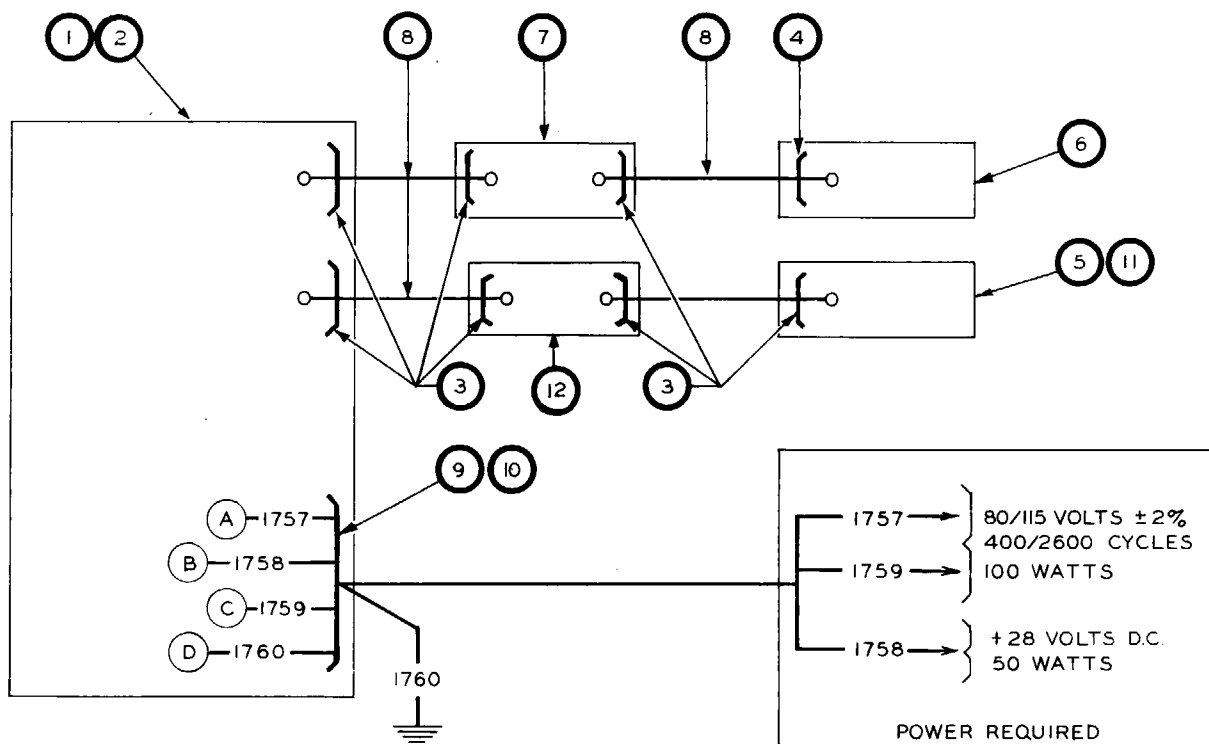 1 2 8 7 8 4
6
5 11
3 12 3
9 10
A 1757
B 1758
C 1759
D 1760
1760
1757 80/115 VOLTS ±2%
400/2600 CYCLES
1759 100 WATTS
1758 +28 VOLTS D.C.
50 WATTS
POWER REQUIRED